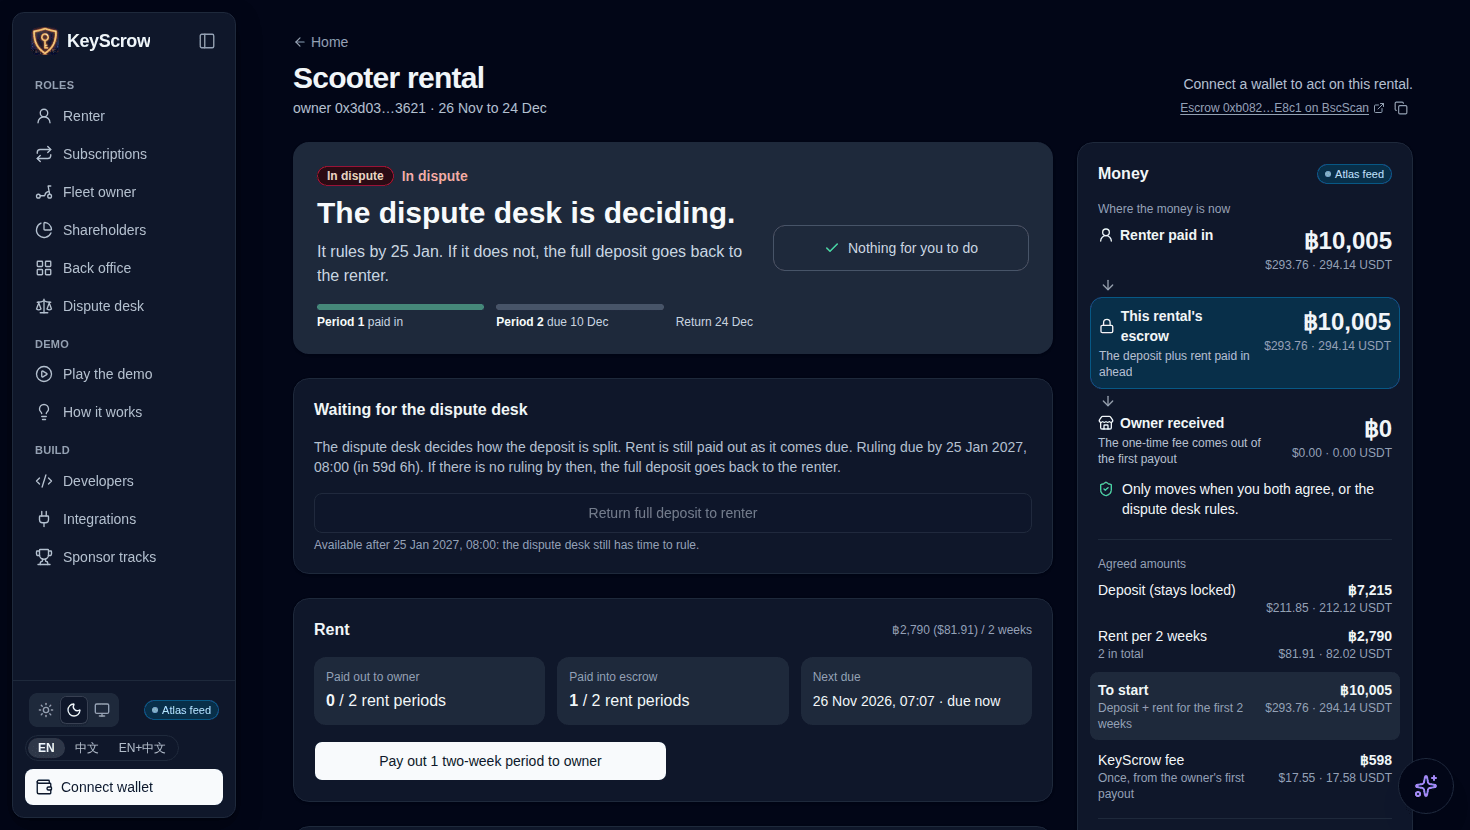 KeyScrow
ROLES
Renter
Subscriptions
Fleet owner
Shareholders
Back office
Dispute desk
DEMO
Play the demo
How it works
BUILD
Developers
Integrations
Sponsor tracks
Atlas feed
EN 中文 EN+中文
Connect wallet
Home
Scooter rental
owner 0x3d03…3621 · 26 Nov to 24 Dec
Connect a wallet to act on this rental.
Escrow 0xb082…E8c1 on BscScan
In dispute In dispute
The dispute desk is deciding.
It rules by 25 Jan. If it does not, the full deposit goes back to
the renter.
Nothing for you to do
Period 1 paid in
Period 2 due 10 Dec
Return 24 Dec
Waiting for the dispute desk
The dispute desk decides how the deposit is split. Rent is still paid out as it comes due. Ruling due by 25 Jan 2027,
08:00 (in 59d 6h). If there is no ruling by then, the full deposit goes back to the renter.
Return full deposit to renter
Available after 25 Jan 2027, 08:00: the dispute desk still has time to rule.
Rent
฿2,790 ($81.91) / 2 weeks
Paid out to owner
0 / 2 rent periods
Paid into escrow
1 / 2 rent periods
Next due
26 Nov 2026, 07:07 · due now
Pay out 1 two-week period to owner
Money
Atlas feed
Where the money is now
Renter paid in
฿10,005
$293.76 · 294.14 USDT
This rental's
escrow
฿10,005
$293.76 · 294.14 USDT
The deposit plus rent paid in
ahead
Owner received
฿0
The one-time fee comes out of
the first payout
$0.00 · 0.00 USDT
Only moves when you both agree, or the
dispute desk rules.
Agreed amounts
Deposit (stays locked)
฿7,215
$211.85 · 212.12 USDT
Rent per 2 weeks
฿2,790
2 in total
$81.91 · 82.02 USDT
To start
฿10,005
Deposit + rent for the first 2
weeks
$293.76 · 294.14 USDT
KeyScrow fee
฿598
Once, from the owner's first
payout
$17.55 · 17.58 USDT